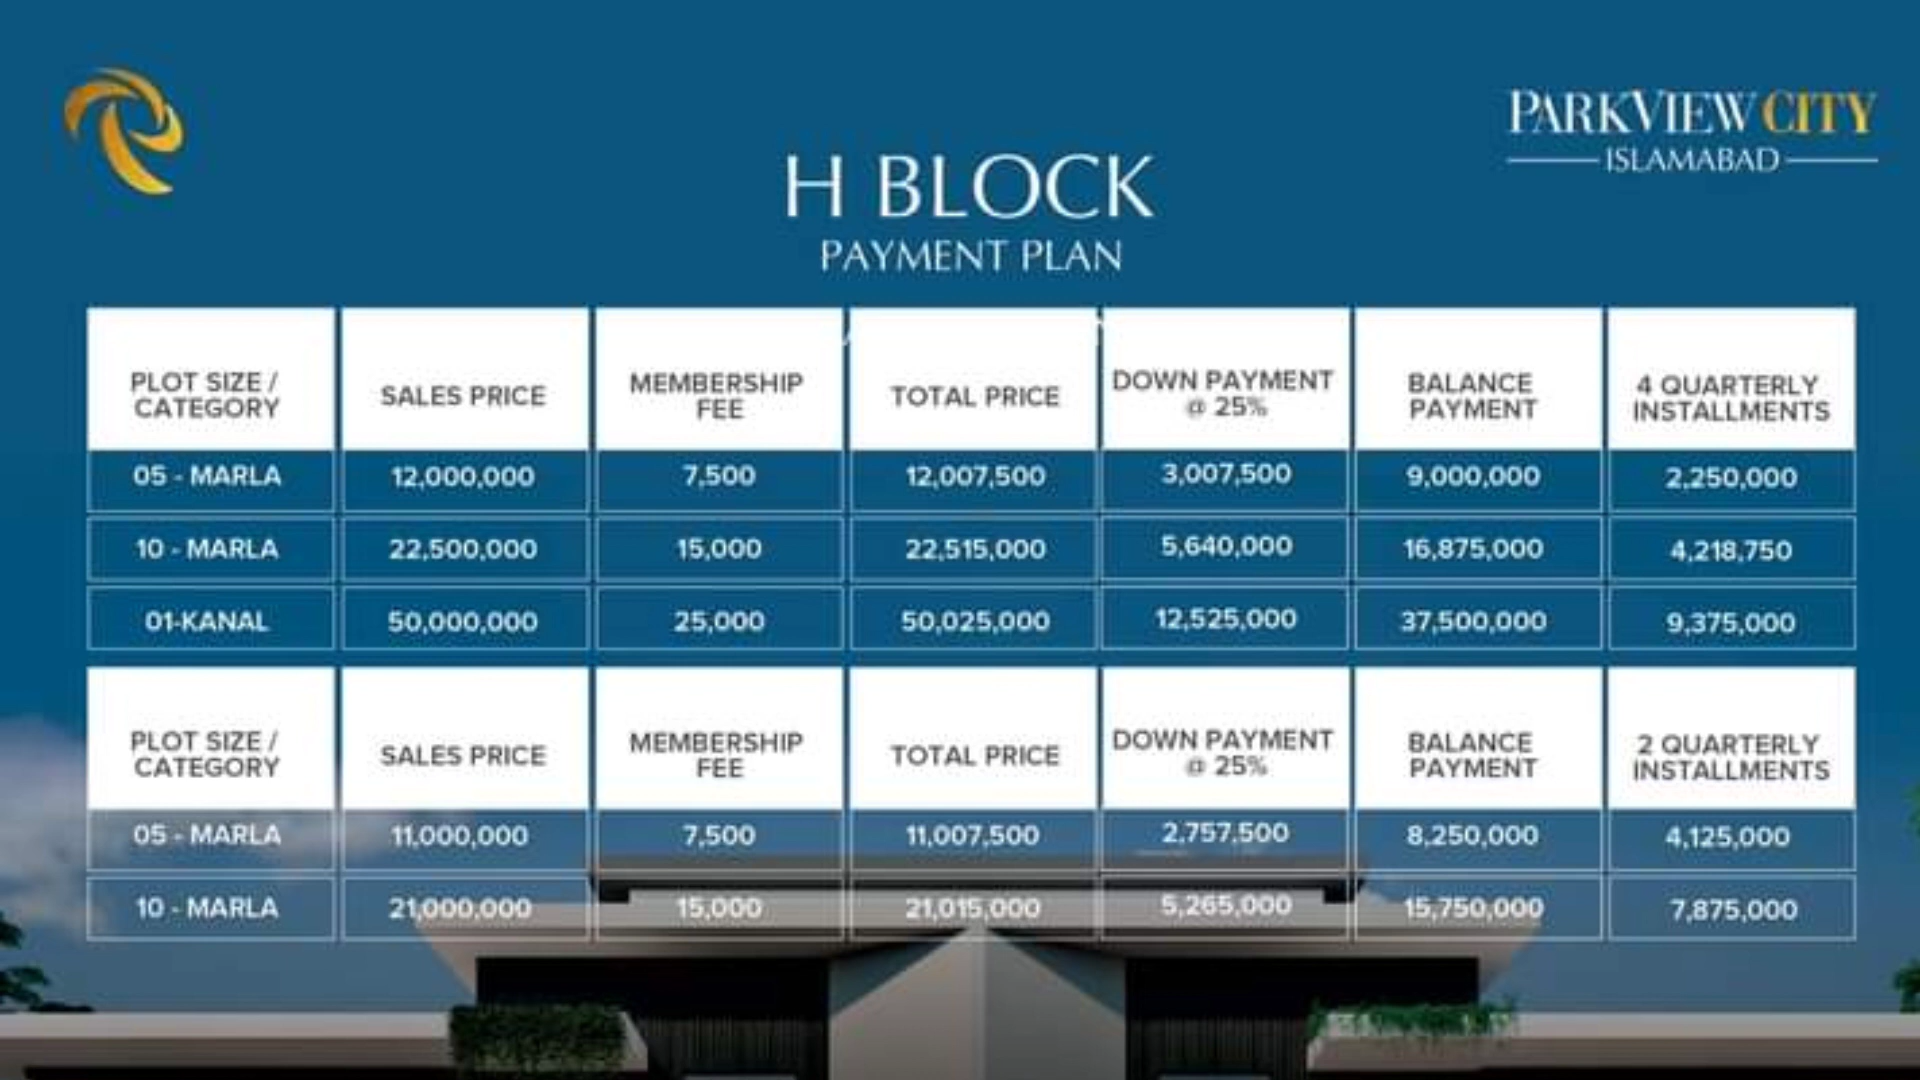 PARKVIEW CITY
ISLAMABAD
H BLOCK
PAYMENT PLAN
PLOT SIZE / CATEGORY SALES PRICE MEMBERSHIP FEE TOTAL PRICE DOWN PAYMENT @ 25% BALANCE PAYMENT 4 QUARTERLY INSTALLMENTS
05 - MARLA 12,000,000 7,500 12,007,500 3,007,500 9,000,000 2,250,000
10 - MARLA 22,500,000 15,000 22,515,000 5,640,000 16,875,000 4,218,750
01-KANAL 50,000,000 25,000 50,025,000 12,525,000 37,500,000 9,375,000
PLOT SIZE / CATEGORY SALES PRICE MEMBERSHIP FEE TOTAL PRICE DOWN PAYMENT @ 25% BALANCE PAYMENT 2 QUARTERLY INSTALLMENTS
05 - MARLA 11,000,000 7,500 11,007,500 2,757,500 8,250,000 4,125,000
10 - MARLA 21,000,000 15,000 21,015,000 5,265,000 15,750,000 7,875,000